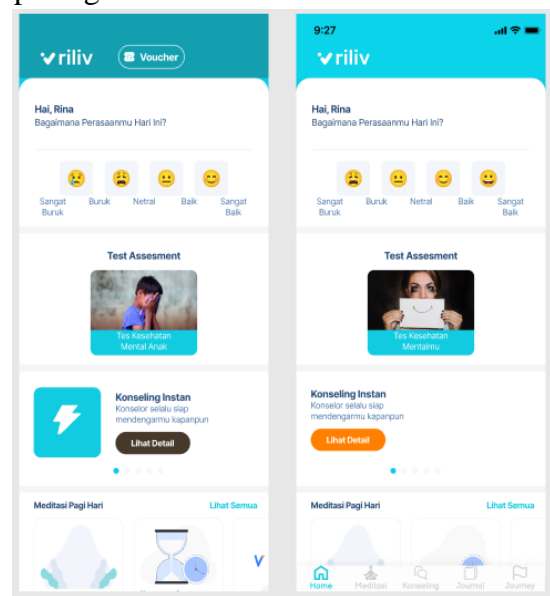 riliv
Voucher
Hai, Rina
Bagaimana Perasaanmu Hari Ini?
Sangat Buruk
Buruk
Netral
Baik
Sangat Baik
Test Assesment
Tes Kesehatan
Mental Anak
Konseling Instan
Konselor selalu siap
mendengarmu kapanpun
Lihat Detail
Meditasi Pagi Hari
Lihat Semua
9:27
riliv
Hai, Rina
Bagaimana Perasaanmu Hari Ini?
Sangat Buruk
Buruk
Netral
Baik
Sangat Baik
Test Assesment
Tes Kesehatan
Mentalmu
Konseling Instan
Konselor selalu siap
mendengarmu kapanpun
Lihat Detail
Meditasi Pagi Hari
Lihat Semua
Home
Meditasi
Konseling
Journal
Journey